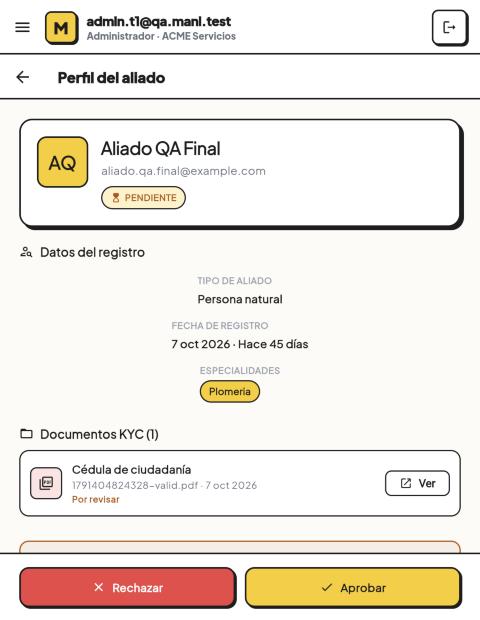 M
admin.t1@qa.mani.test
Administrador · ACME Servicios
Perfil del aliado
AQ
Aliado QA Final
aliado.qa.final@example.com
PENDIENTE
Datos del registro
TIPO DE ALIADO
Persona natural
FECHA DE REGISTRO
7 oct 2026 · Hace 45 días
ESPECIALIDADES
Plomeria
Documentos KYC (1)
PDF
Cédula de ciudadanía
1791404824328-valid.pdf · 7 oct 2026
Por revisar
Ver
Rechazar
Aprobar